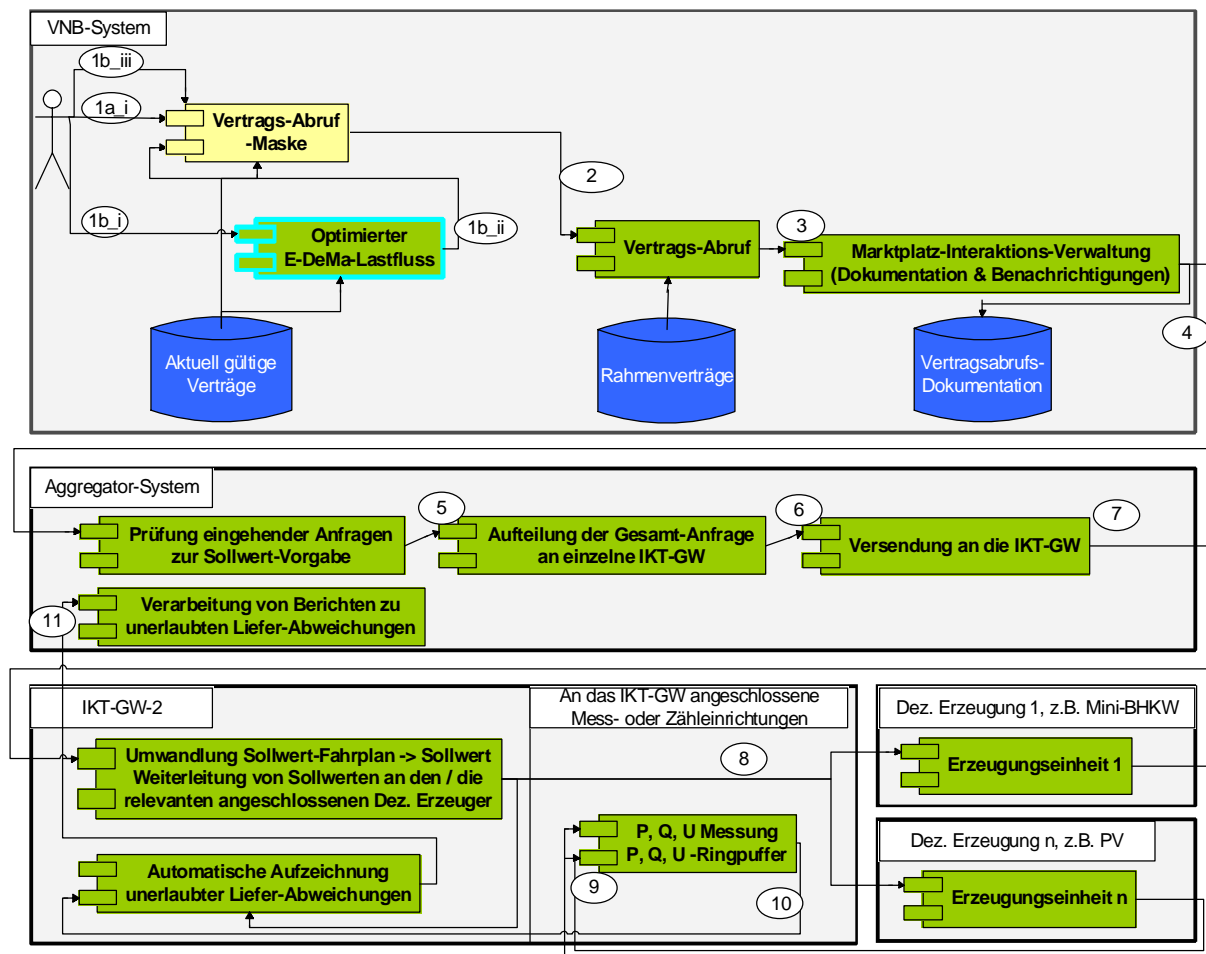 VNB-System
1b_iii
1a_i
Vertrags-Abruf
-Maske
2
1b_i
1b_ii
Optimierter
E-DeMa-Lastfluss
Vertrags-Abruf
3
Marktplatz-Interaktions-Verwaltung
(Dokumentation & Benachrichtigungen)
4
Aktuell gültige
Verträge
Rahmenverträge
Vertragsabrufs-
Dokumentation
Aggregator-System
Prüfung eingehender Anfragen
zur Sollwert-Vorgabe
5
Aufteilung der Gesamt-Anfrage
an einzelne IKT-GW
6
Versendung an die IKT-GW
7
Verarbeitung von Berichten zu
unerlaubten Liefer-Abweichungen
11
IKT-GW-2
An das IKT-GW angeschlossene
Mess- oder Zähleinrichtungen
Dez. Erzeugung 1, z.B. Mini-BHKW
Umwandlung Sollwert-Fahrplan -> Sollwert
Weiterleitung von Sollwerten an den / die
relevanten angeschlossenen Dez. Erzeuger
8
Erzeugungseinheit 1
P, Q, U Messung
P, Q, U -Ringpuffer
Dez. Erzeugung n, z.B. PV
Automatische Aufzeichnung
unerlaubter Liefer-Abweichungen
9
10
Erzeugungseinheit n